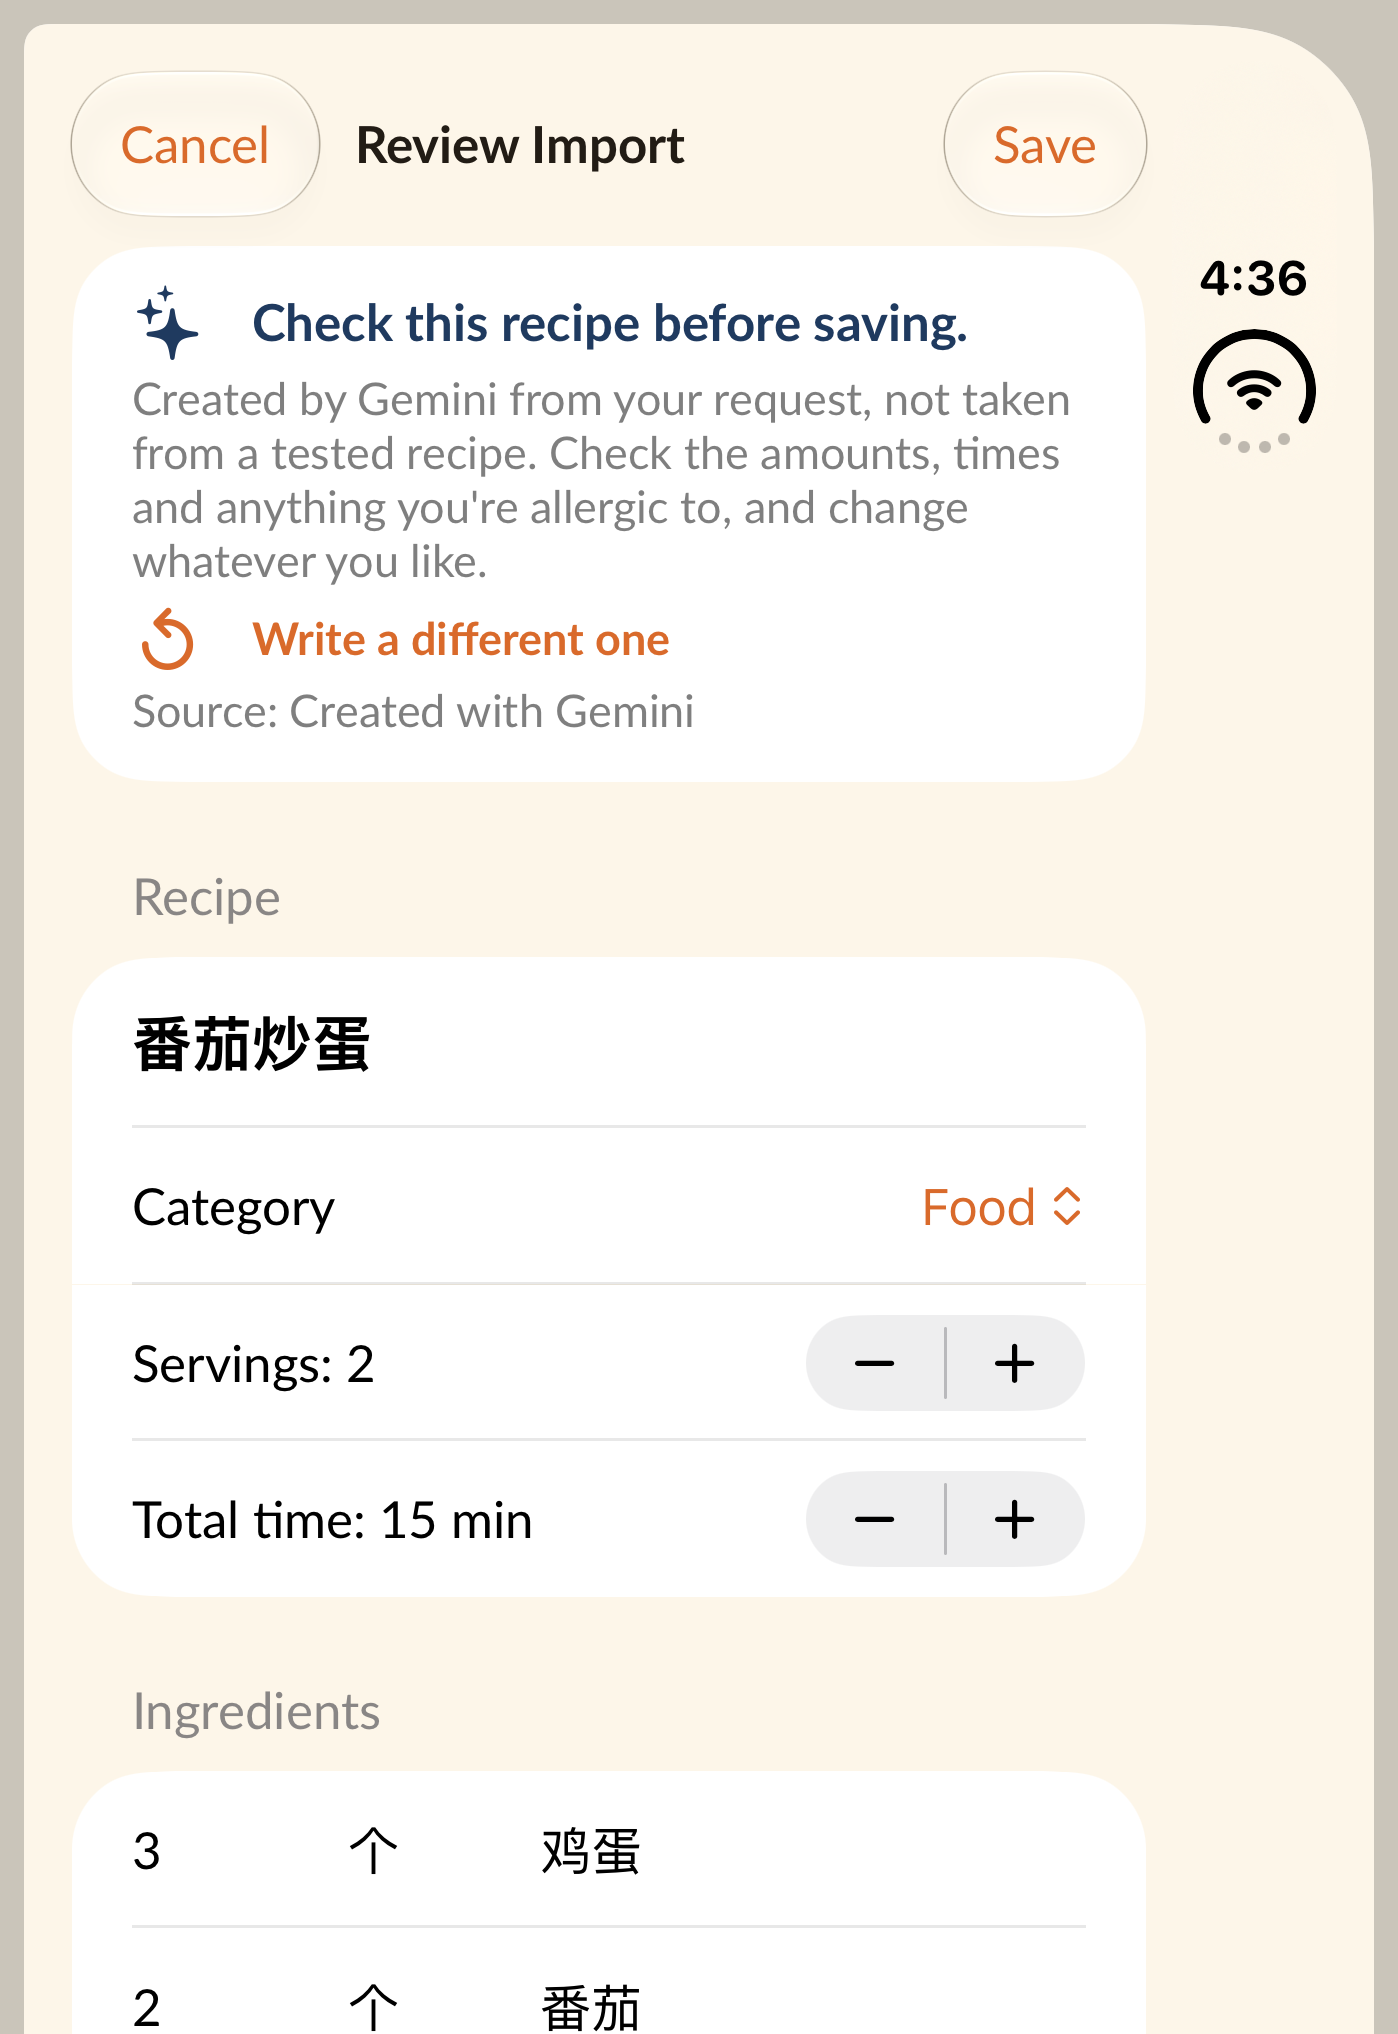 Cancel
Review Import
Save
4:36
Check this recipe before saving.
Created by Gemini from your request, not taken
from a tested recipe. Check the amounts, times
and anything you're allergic to, and change
whatever you like.
Write a different one
Source: Created with Gemini
Recipe
番茄炒蛋
Category Food
Servings: 2
Total time: 15 min
Ingredients
3 个 鸡蛋
2 个 番茄